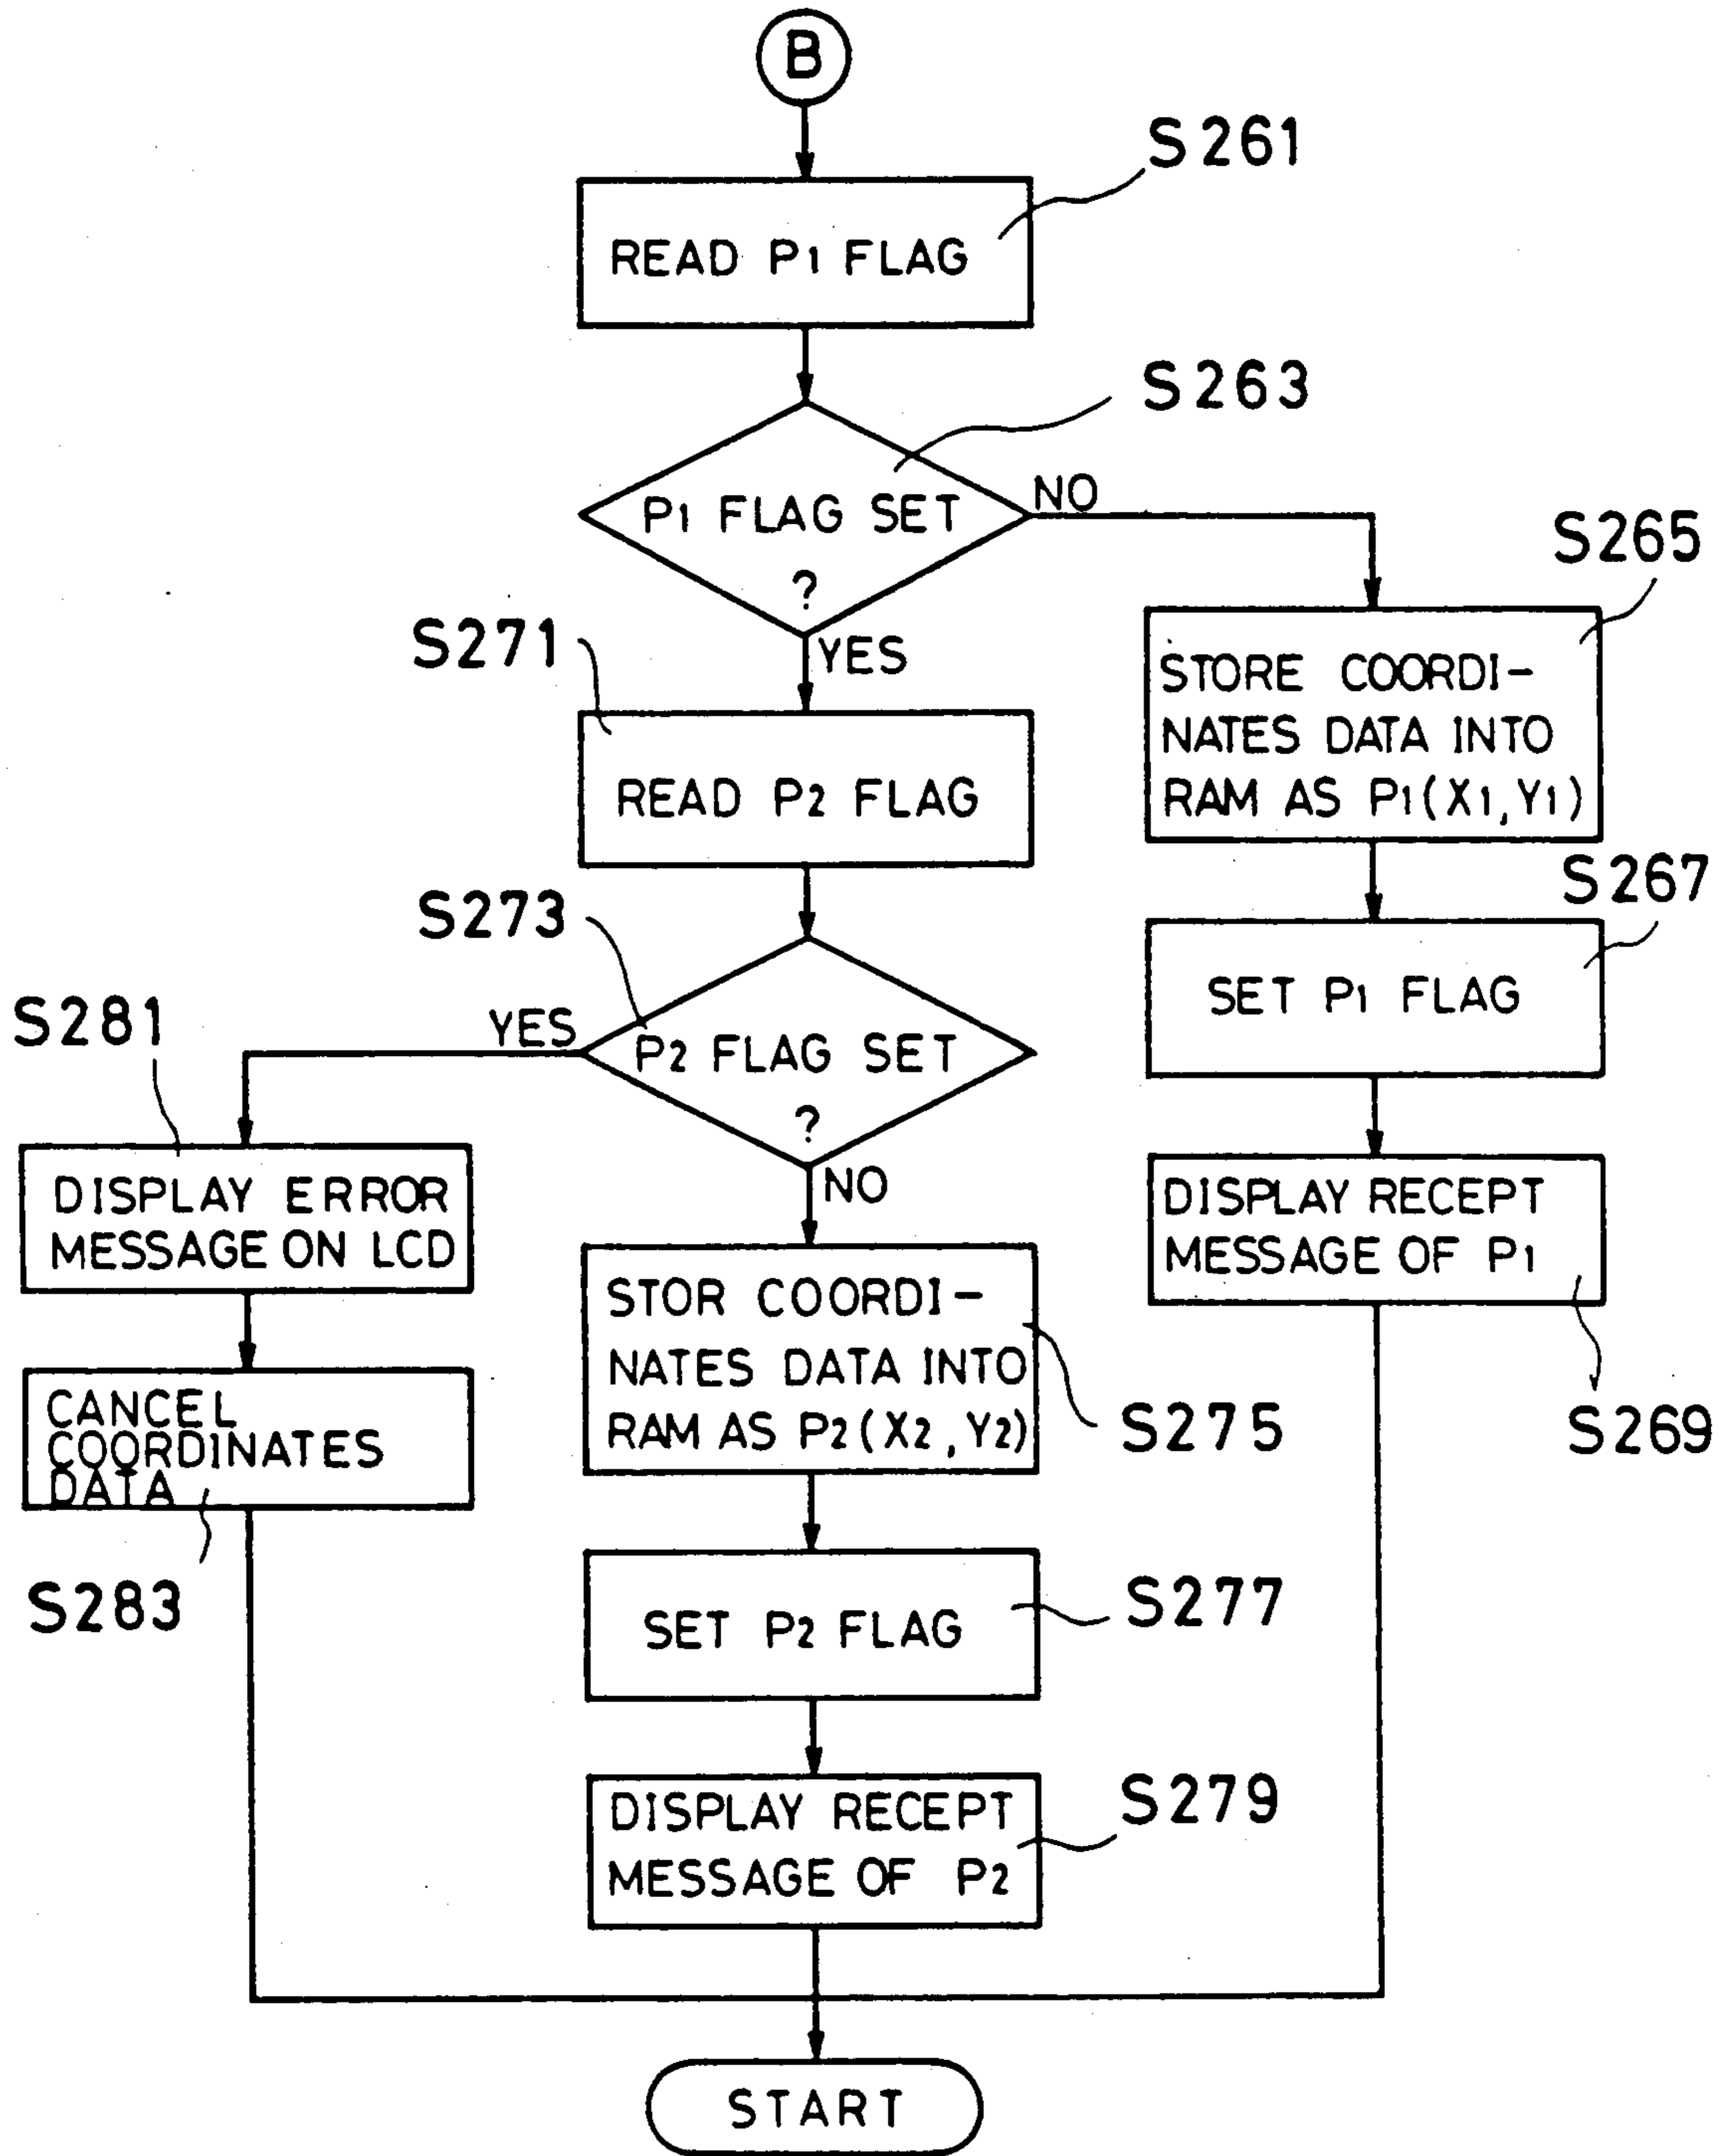 B
S261
READ P1 FLAG
S263
P1 FLAG SET
?
NO
YES
S265
STORE COORDI-
NATES DATA INTO
RAM AS P1(X1,Y1)
S271
READ P2 FLAG
S267
SET P1 FLAG
S273
P2 FLAG SET
?
YES
NO
S281
DISPLAY ERROR
MESSAGE ON LCD
DISPLAY RECEPT
MESSAGE OF P1
S269
STOR COORDI-
NATES DATA INTO
RAM AS P2(X2,Y2)
S275
CANCEL
COORDINATES
DATA
S283
SET P2 FLAG
S277
DISPLAY RECEPT
MESSAGE OF P2
S279
START